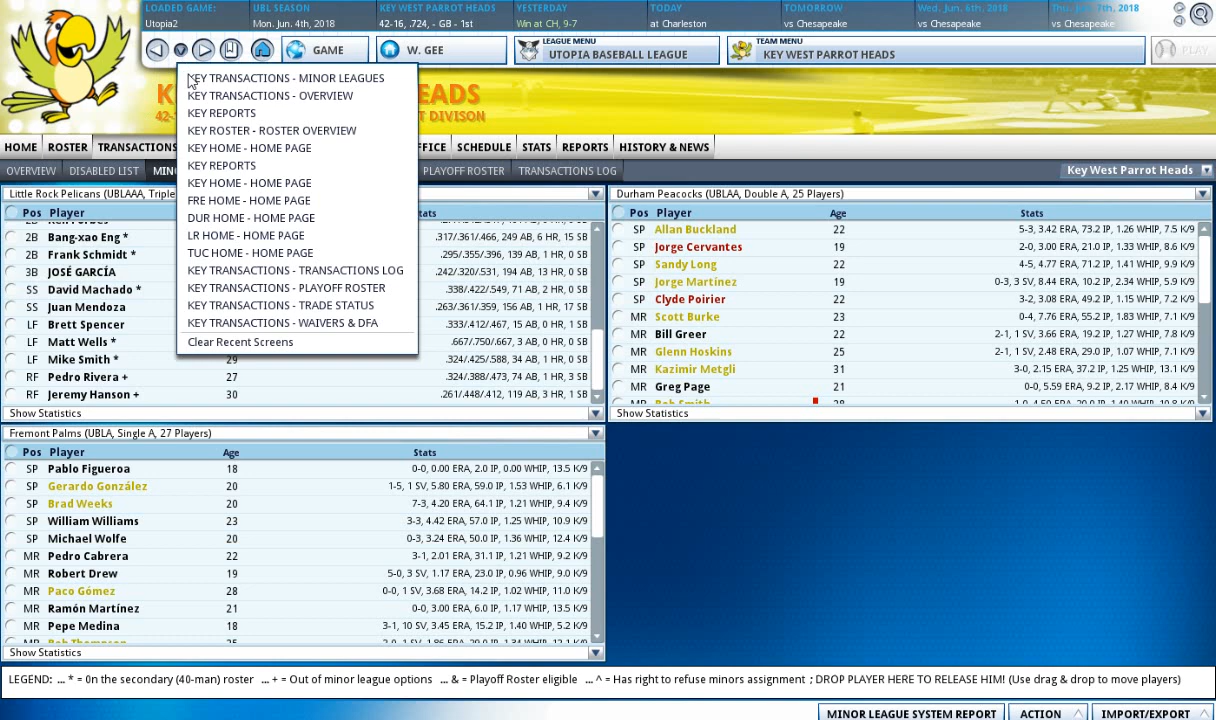 LOADED GAME: UBL SEASON KEY WEST PARROT HEADS YESTERDAY TODAY TOMORROW Wed. Jun. 6th, 2018 Thu. Jun. 7th, 2018
Utopia2 Mon. Jun. 4th, 2018 42-16, .724, - GB - 1st Win at CH, 9-7 at Charleston vs Chesapeake vs Chesapeake vs Chesapeake
GAME W. GEE LEAGUE MENU UTOPIA BASEBALL LEAGUE TEAM MENU KEY WEST PARROT HEADS PLAY
KEY TRANSACTIONS - MINOR LEAGUES
KEY TRANSACTIONS - OVERVIEW
KEY REPORTS
KEY ROSTER - ROSTER OVERVIEW
KEY HOME - HOME PAGE
KEY REPORTS
KEY HOME - HOME PAGE
FRE HOME - HOME PAGE
DUR HOME - HOME PAGE
LR HOME - HOME PAGE
TUC HOME - HOME PAGE
KEY TRANSACTIONS - TRANSACTIONS LOG
KEY TRANSACTIONS - PLAYOFF ROSTER
KEY TRANSACTIONS - TRADE STATUS
KEY TRANSACTIONS - WAIVERS & DFA
Clear Recent Screens
K EADS
42- T DIVISON
HOME ROSTER TRANSACTIONS FFICE SCHEDULE STATS REPORTS HISTORY & NEWS
OVERVIEW DISABLED LIST MINO PLAYOFF ROSTER TRANSACTIONS LOG Key West Parrot Heads
Little Rock Pelicans (UBLAAA, Triple
Pos Player tats
2B Bang-xao Eng * .317/.361/.466, 249 AB, 6 HR, 15 SB
2B Frank Schmidt * .295/.355/.396, 139 AB, 1 HR, 0 SB
3B JOSÉ GARCÍA .242/.320/.531, 194 AB, 13 HR, 0 SB
SS David Machado * .338/.422/.549, 71 AB, 2 HR, 0 SB
SS Juan Mendoza .263/.361/.359, 156 AB, 1 HR, 17 SB
LF Brett Spencer .333/.412/.467, 15 AB, 0 HR, 1 SB
LF Matt Wells * .667/.750/.667, 3 AB, 0 HR, 0 SB
LF Mike Smith * 29 .324/.425/.588, 34 AB, 1 HR, 0 SB
RF Pedro Rivera + 27 .324/.388/.473, 74 AB, 1 HR, 3 SB
RF Jeremy Hanson + 30 .261/.448/.412, 119 AB, 3 HR, 1 SB
Show Statistics
Durham Peacocks (UBLAA, Double A, 25 Players)
Pos Player Age Stats
SP Allan Buckland 22 5-3, 3.42 ERA, 73.2 IP, 1.26 WHIP, 7.5 K/9
SP Jorge Cervantes 19 2-0, 3.00 ERA, 21.0 IP, 1.33 WHIP, 8.6 K/9
SP Sandy Long 22 4-5, 4.77 ERA, 71.2 IP, 1.41 WHIP, 9.9 K/9
SP Jorge Martínez 19 0-3, 3 SV, 8.44 ERA, 10.2 IP, 2.34 WHIP, 5.9 K/9
SP Clyde Poirier 22 3-2, 3.08 ERA, 49.2 IP, 1.15 WHIP, 7.2 K/9
MR Scott Burke 23 0-4, 7.76 ERA, 55.2 IP, 1.83 WHIP, 7.1 K/9
MR Bill Greer 22 2-1, 1 SV, 3.66 ERA, 19.2 IP, 1.27 WHIP, 7.8 K/9
MR Glenn Hoskins 25 2-1, 1 SV, 2.48 ERA, 29.0 IP, 1.07 WHIP, 7.1 K/9
MR Kazimir Metgli 31 3-0, 2.15 ERA, 37.2 IP, 1.25 WHIP, 13.1 K/9
MR Greg Page 21 0-0, 5.59 ERA, 9.2 IP, 2.17 WHIP, 8.4 K/9
Show Statistics
Fremont Palms (UBLA, Single A, 27 Players)
Pos Player Age Stats
SP Pablo Figueroa 18 0-0, 0.00 ERA, 2.0 IP, 0.00 WHIP, 13.5 K/9
SP Gerardo González 20 1-5, 1 SV, 5.80 ERA, 59.0 IP, 1.53 WHIP, 6.1 K/9
SP Brad Weeks 20 7-3, 4.20 ERA, 64.1 IP, 1.21 WHIP, 9.4 K/9
SP William Williams 23 3-3, 4.42 ERA, 57.0 IP, 1.25 WHIP, 10.9 K/9
SP Michael Wolfe 20 0-3, 3.24 ERA, 50.0 IP, 1.36 WHIP, 12.4 K/9
MR Pedro Cabrera 22 3-1, 2.01 ERA, 31.1 IP, 1.21 WHIP, 9.2 K/9
MR Robert Drew 19 5-0, 3 SV, 1.17 ERA, 23.0 IP, 0.96 WHIP, 9.0 K/9
MR Paco Gómez 28 0-0, 1 SV, 3.68 ERA, 14.2 IP, 1.02 WHIP, 11.0 K/9
MR Ramón Martínez 21 0-0, 3.00 ERA, 6.0 IP, 1.17 WHIP, 13.5 K/9
MR Pepe Medina 18 3-1, 10 SV, 3.45 ERA, 15.2 IP, 1.40 WHIP, 5.2 K/9
Show Statistics
LEGEND: ... * = 0n the secondary (40-man) roster ... + = Out of minor league options ... & = Playoff Roster eligible ... ^ = Has right to refuse minors assignment ; DROP PLAYER HERE TO RELEASE HIM! (Use drag & drop to move players)
MINOR LEAGUE SYSTEM REPORT ACTION IMPORT/EXPORT